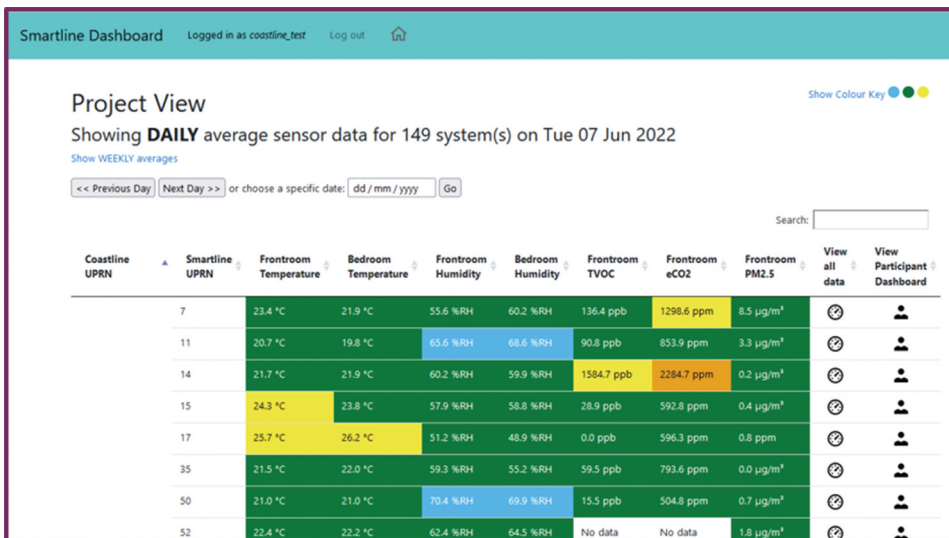 Smartline Dashboard Logged in as coastline_test Log out
Project View
Show Colour Key
Showing DAILY average sensor data for 149 system(s) on Tue 07 Jun 2022
Show WEEKLY averages
<< Previous Day Next Day >> or choose a specific date: dd / mm / yyyy Go
Search:
Coastline UPRN Smartline UPRN Frontroom Temperature Bedroom Temperature Frontroom Humidity Bedroom Humidity Frontroom TVOC Frontroom eCO2 Frontroom PM2.5 View all data View Participant Dashboard
7 23.4 °C 21.9 °C 55.6 %RH 60.2 %RH 136.4 ppb 1298.6 ppm 8.5 µg/m³
11 20.7 °C 19.8 °C 65.6 %RH 68.6 %RH 90.8 ppb 853.9 ppm 3.3 µg/m³
14 21.7 °C 21.9 °C 60.2 %RH 59.9 %RH 1584.7 ppb 2284.7 ppm 0.2 µg/m³
15 24.3 °C 23.8 °C 57.9 %RH 58.8 %RH 28.9 ppb 592.8 ppm 0.4 µg/m³
17 25.7 °C 26.2 °C 51.2 %RH 48.9 %RH 0.0 ppb 596.3 ppm 0.8 ppm
35 21.5 °C 22.0 °C 59.3 %RH 55.2 %RH 59.5 ppb 793.6 ppm 0.0 µg/m³
50 21.0 °C 21.0 °C 70.4 %RH 69.9 %RH 15.5 ppb 504.8 ppm 0.7 µg/m³
52 22.4 °C 22.2 °C 62.4 %RH 64.5 %RH No data No data 1.8 µg/m³